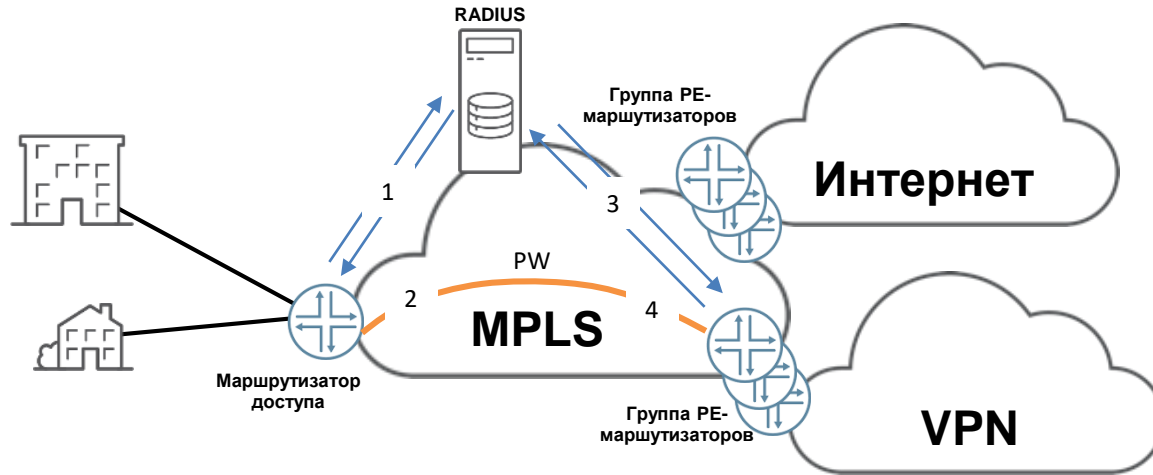 RADIUS
Группа PE-
маршутизаторов
Интернет
1
3
PW
2
4
MPLS
Маршрутизатор
доступа
Группа PE-
маршутизаторов
VPN